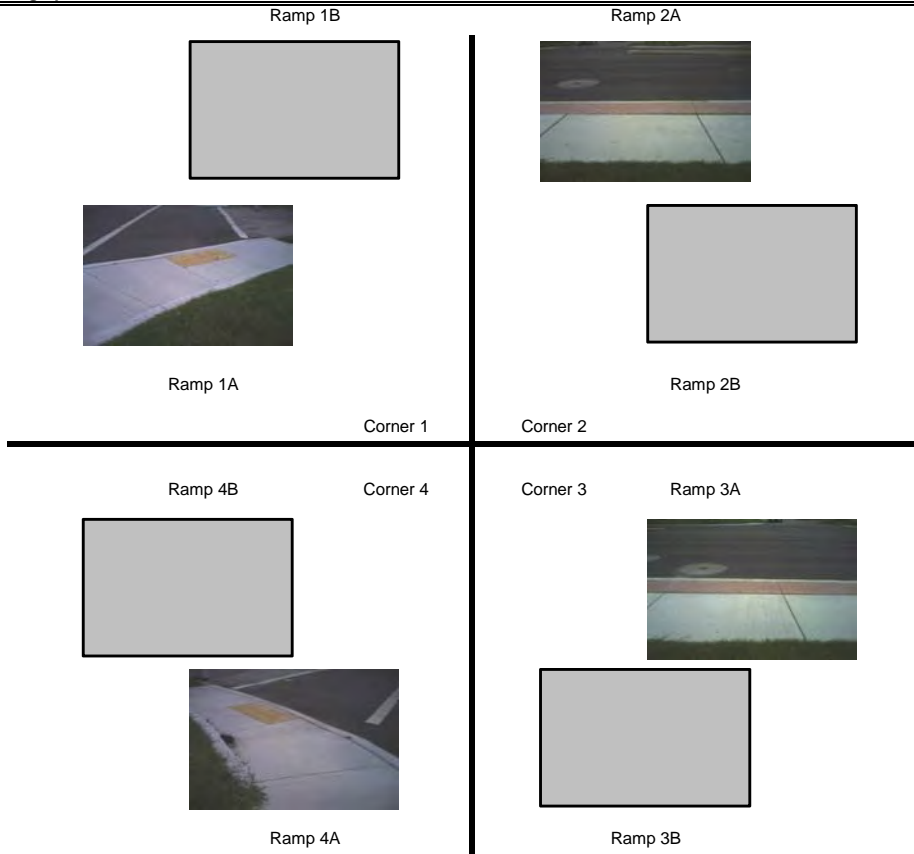 Ramp 1B
Ramp 2A
Ramp 1A
Ramp 2B
Corner 1
Corner 2
Ramp 4B
Corner 4
Corner 3
Ramp 3A
Ramp 4A
Ramp 3B